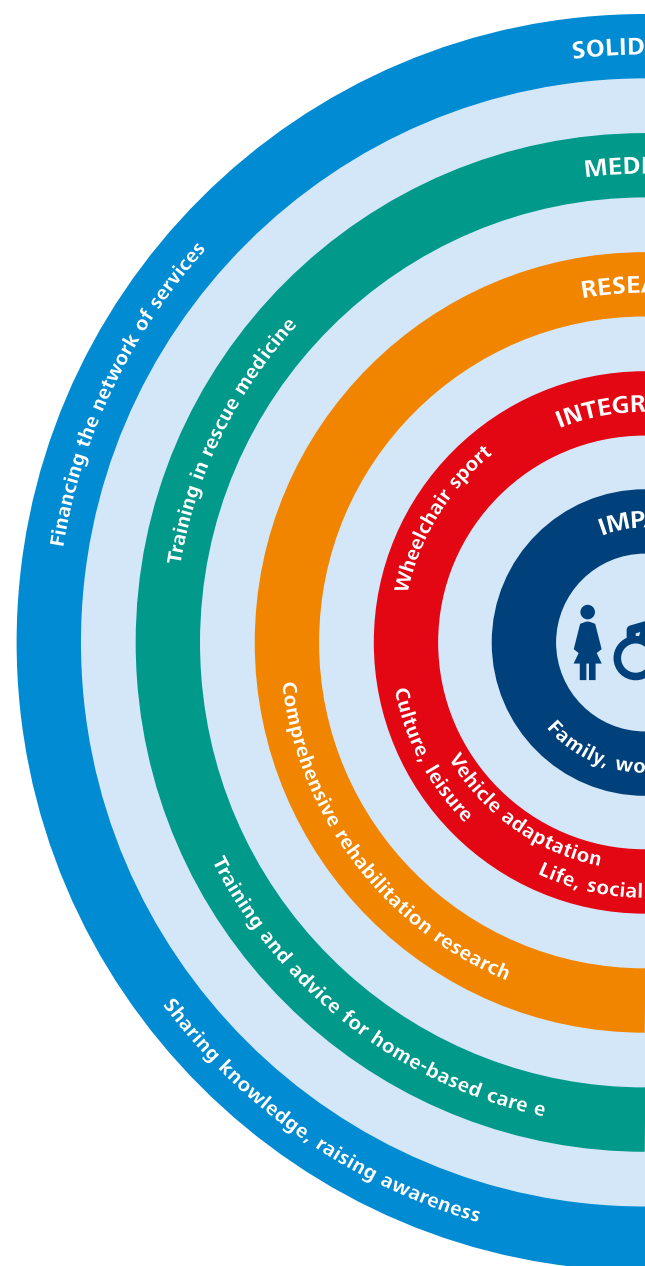 SOLID
MEDI
RESEA
INTEGR
IMPA
Financing the network of services
Training in rescue medicine
Wheelchair sport
Comprehensive rehabilitation research
Culture, leisure
Vehicle adaptation
Life, social
Family, wo
Training and advice for home-based care e
Sharing knowledge, raising awareness